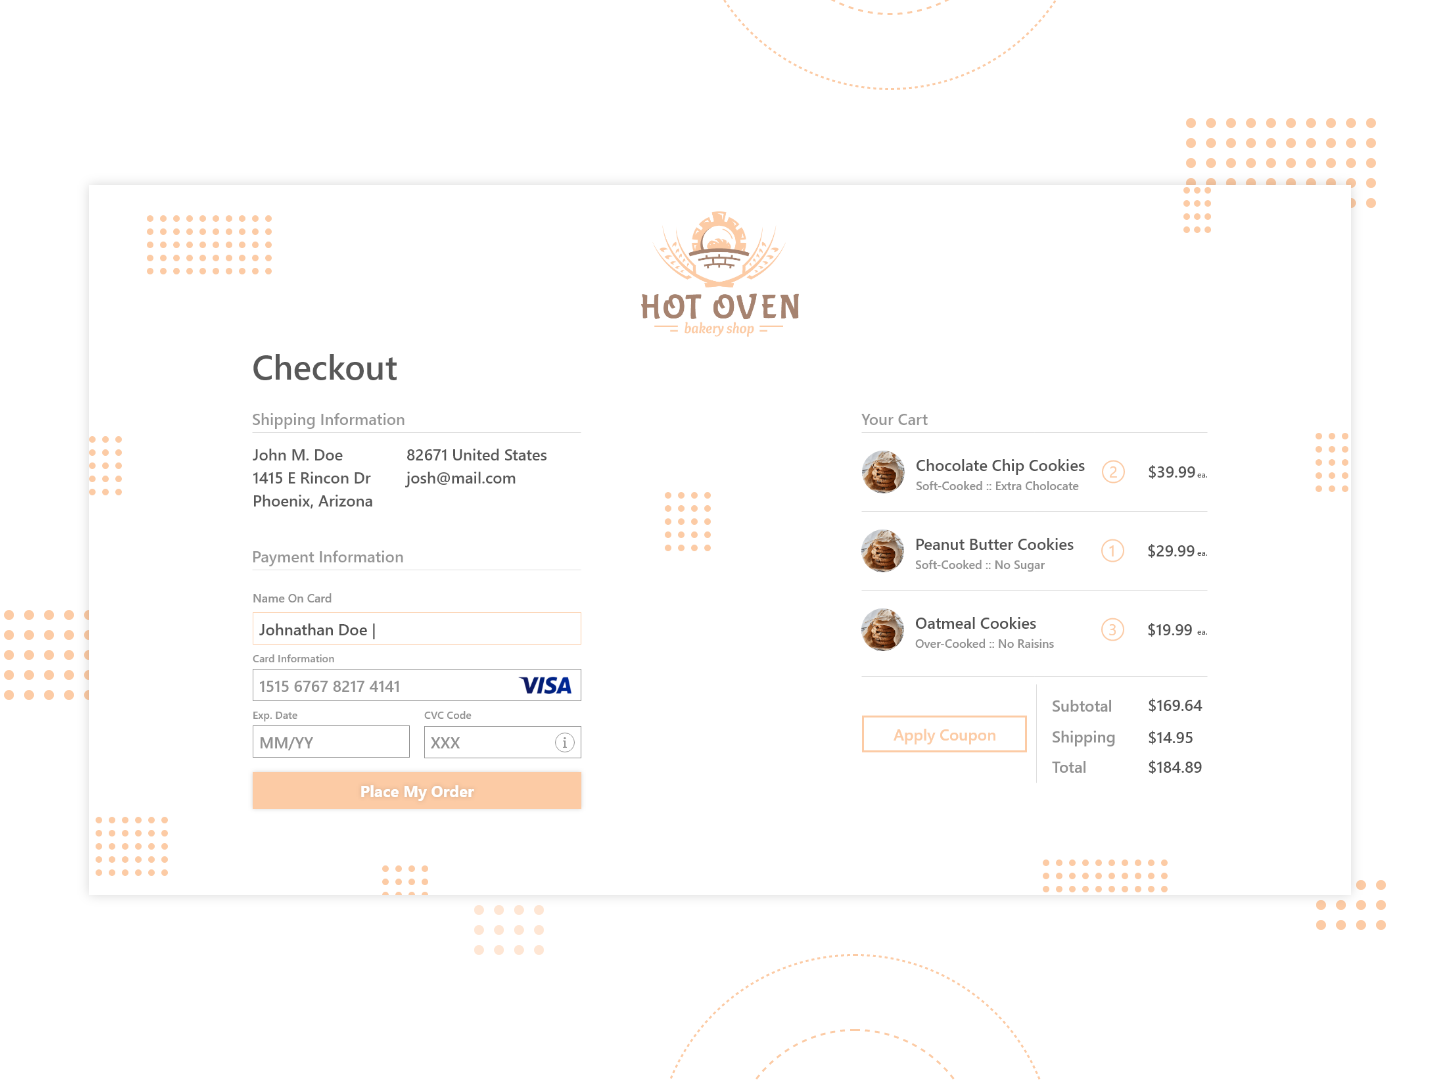 HOT OVEN
bakery shop
Checkout
Shipping Information
John M. Doe
1415 E Rincon Dr
Phoenix, Arizona
82671 United States
josh@mail.com
Payment Information
Name On Card
Johnathan Doe |
Card Information
1515 6767 8217 4141
VISA
Exp. Date
MM/YY
CVC Code
XXX
i
Place My Order
Your Cart
Chocolate Chip Cookies
Soft-Cooked :: Extra Cholocate
2
$39.99 ea.
Peanut Butter Cookies
Soft-Cooked :: No Sugar
1
$29.99 ea.
Oatmeal Cookies
Over-Cooked :: No Raisins
3
$19.99 ea.
Apply Coupon
Subtotal $169.64
Shipping $14.95
Total $184.89